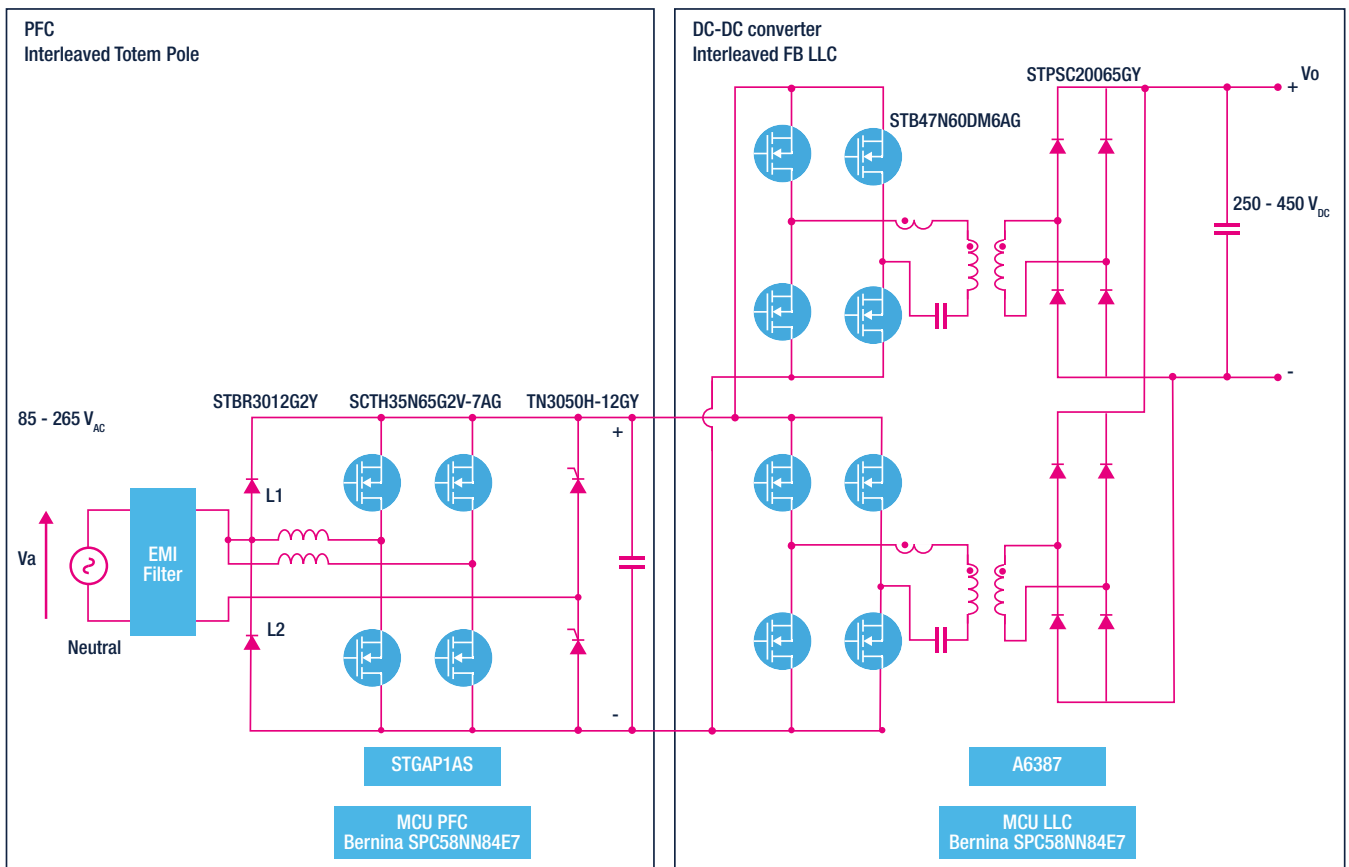 PFC
Interleaved Totem Pole
DC-DC converter
Interleaved FB LLC
STPSC20065GY
+ Vo
STB47N60DM6AG
250 - 450 VDC
-
STBR3012G2Y
SCTH35N65G2V-7AG
TN3050H-12GY
85 - 265 VAC
+
L1
Va
EMI
Filter
L2
Neutral
-
STGAP1AS
A6387
MCU PFC
Bernina SPC58NN84E7
MCU LLC
Bernina SPC58NN84E7